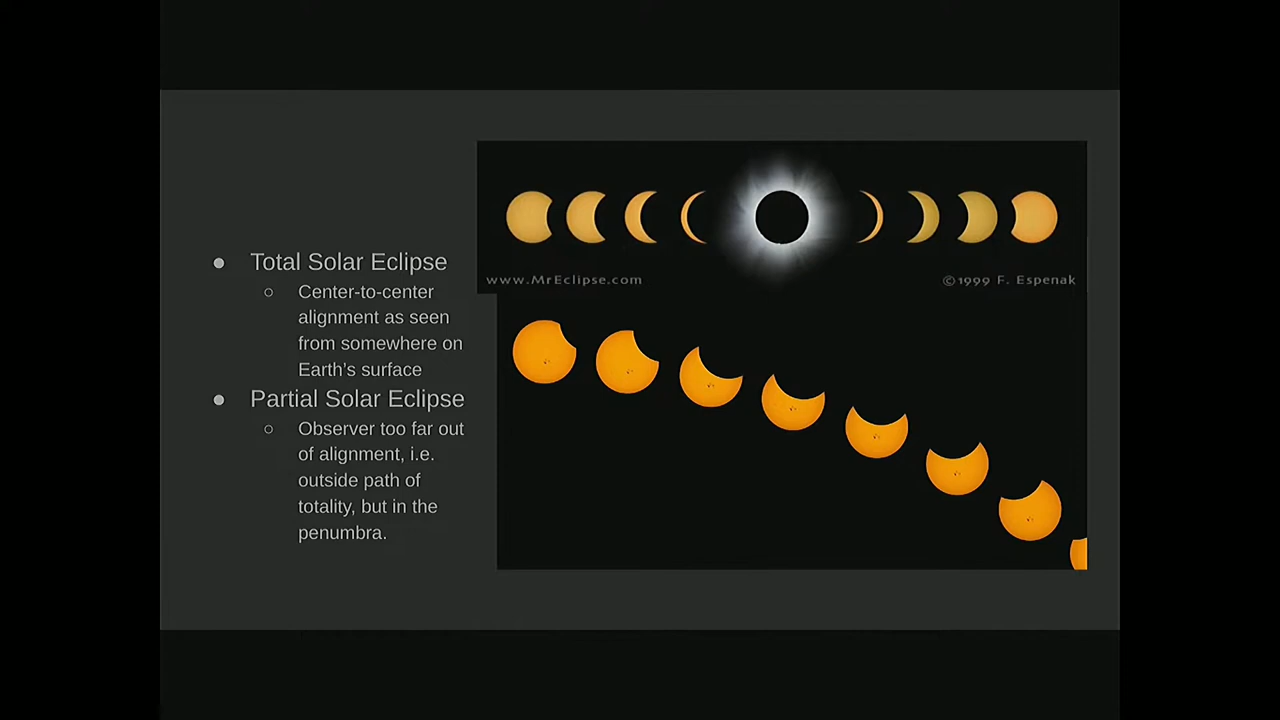 ● Total Solar Eclipse
○ Center-to-center
alignment as seen
from somewhere on
Earth's surface
● Partial Solar Eclipse
○ Observer too far out
of alignment, i.e.
outside path of
totality, but in the
penumbra.
www.MrEclipse.com
©1999 F. Espenak